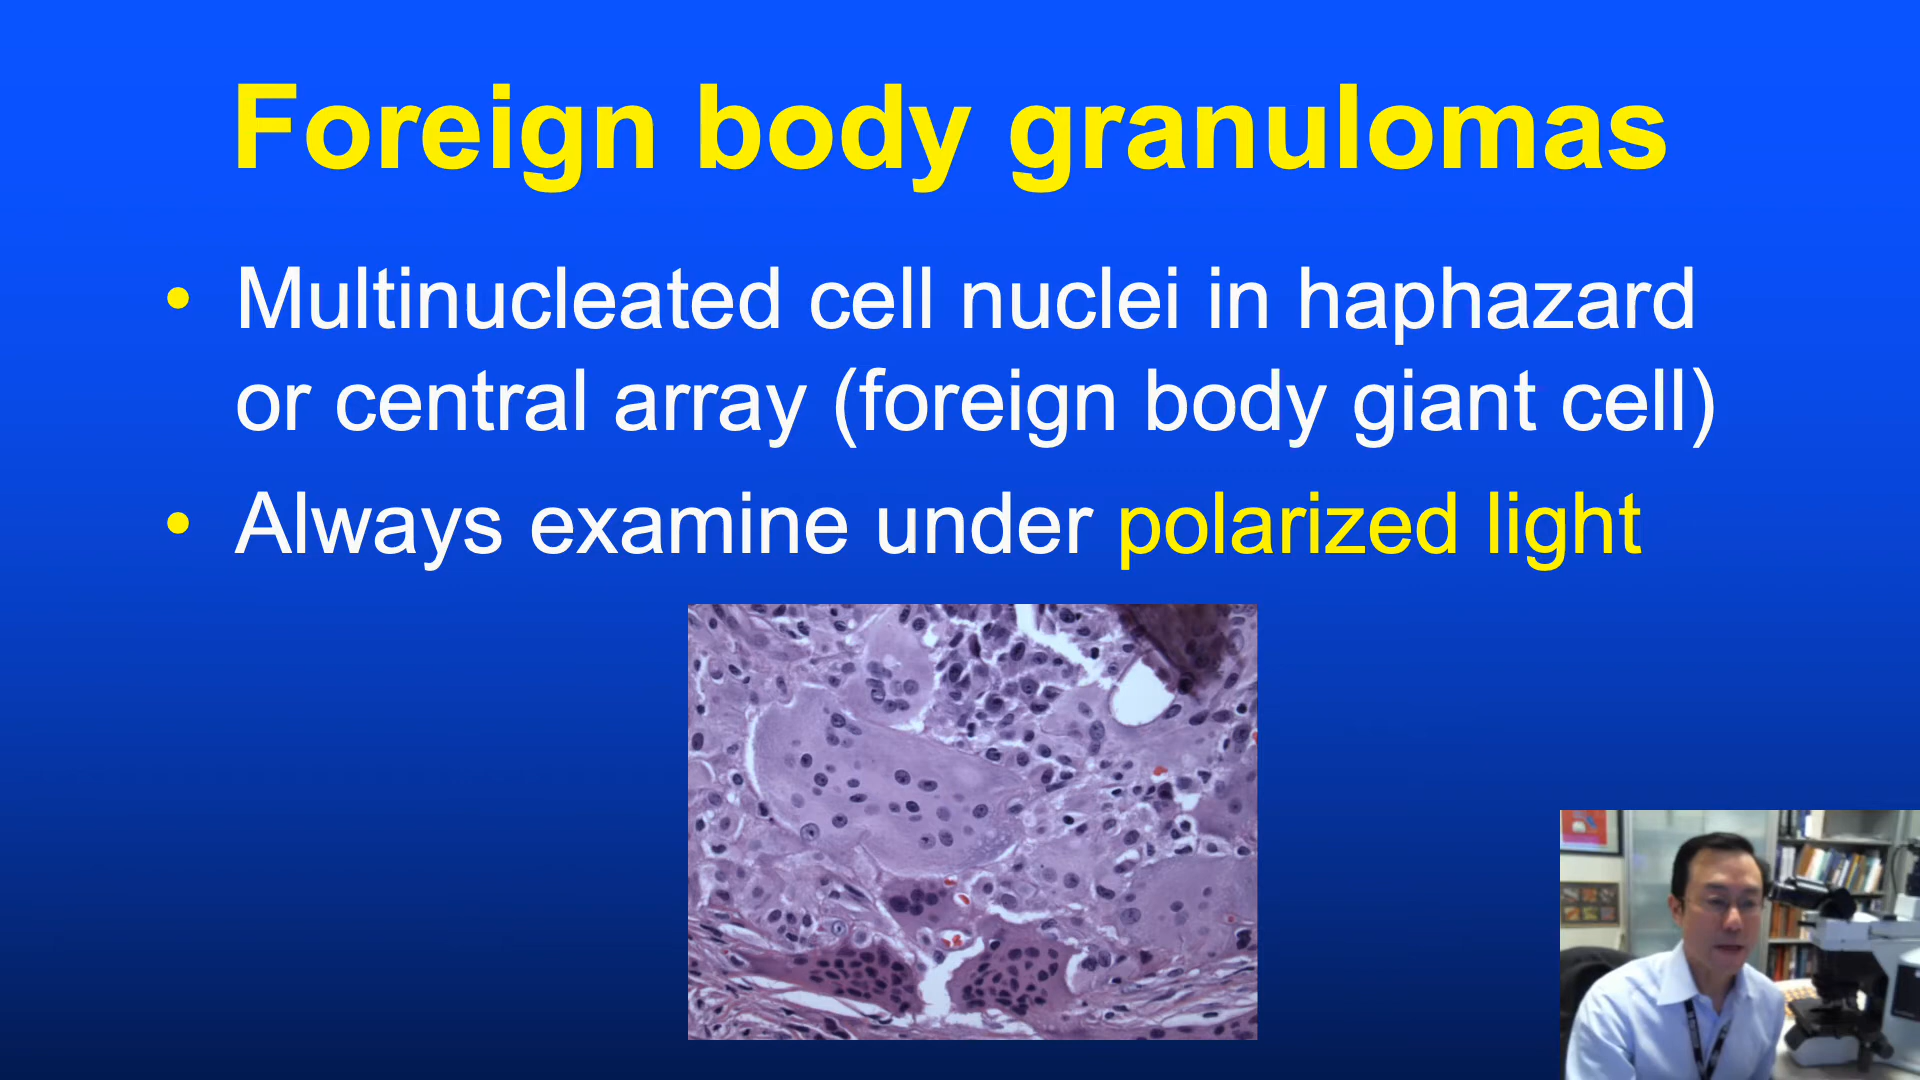 Foreign body granulomas
• Multinucleated cell nuclei in haphazard
or central array (foreign body giant cell)
• Always examine under polarized light